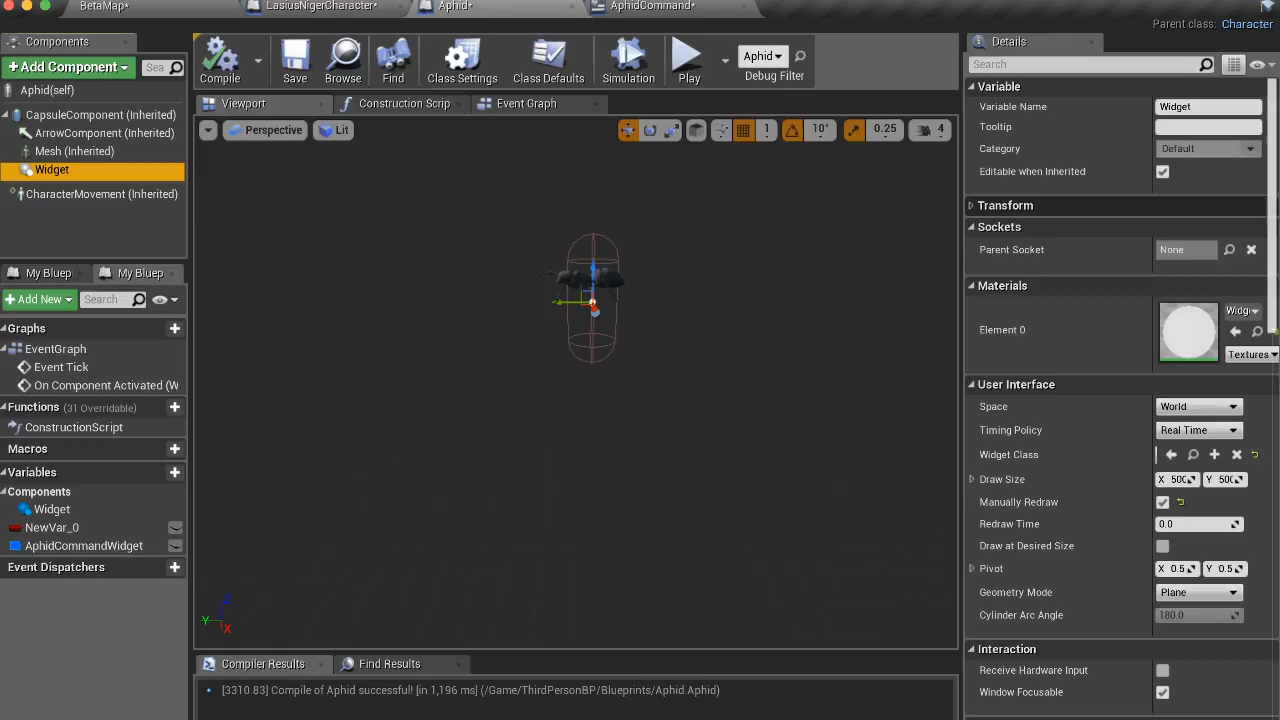 BetaMap*
LasiusNigerCharacter*
Aphid*
AphidCommand*
Parent class: Character
Components
Add Component
Sea
Aphid(self)
CapsuleComponent (Inherited)
ArrowComponent (Inherited)
Mesh (Inherited)
Widget
CharacterMovement (Inherited)
My Bluep
My Bluep
Add New
Search
Graphs
EventGraph
Event Tick
On Component Activated (W
Functions (31 Overridable)
ConstructionScript
Macros
Variables
Components
Widget
NewVar_0
AphidCommandWidget
Event Dispatchers
Compile
Save
Browse
Find
Class Settings
Class Defaults
Simulation
Play
Aphid
Debug Filter
Viewport
Construction Scrip
Event Graph
Perspective
Lit
1
10°
0.25
4
Z
Y
X
Compiler Results
Find Results
[3310.83] Compile of Aphid successful! [in 1,196 ms] (/Game/ThirdPersonBP/Blueprints/Aphid.Aphid)
Details
Search
Variable
Variable Name Widget
Tooltip
Category Default
Editable when Inherited
Transform
Sockets
Parent Socket None
Materials
Element 0
Textures
User Interface
Space World
Timing Policy Real Time
Widget Class
Draw Size X 500 Y 500
Manually Redraw
Redraw Time 0.0
Draw at Desired Size
Pivot X 0.5 Y 0.5
Geometry Mode Plane
Cylinder Arc Angle 180.0
Interaction
Receive Hardware Input
Window Focusable